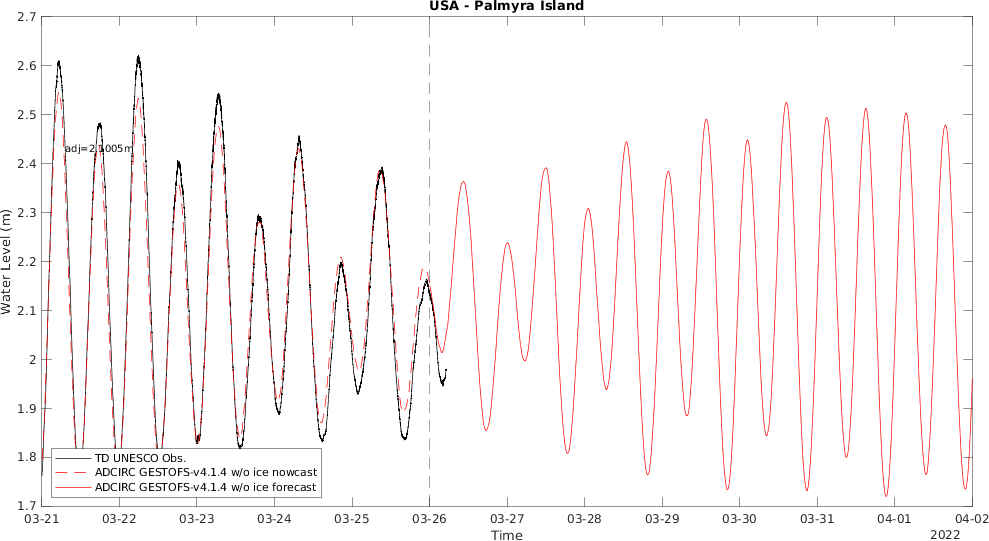 USA - Palmyra Island
2.7
2.6
2.5
2.4
2.3
2.2
2.1
2
1.9
1.8
1.7
Water Level (m)
adj=2.1005m
TD UNESCO Obs.
ADCIRC GESTOFS-v4.1.4 w/o ice nowcast
ADCIRC GESTOFS-v4.1.4 w/o ice forecast
03-21 03-22 03-23 03-24 03-25 03-26 03-27 03-28 03-29 03-30 03-31 04-01 04-02
Time
2022